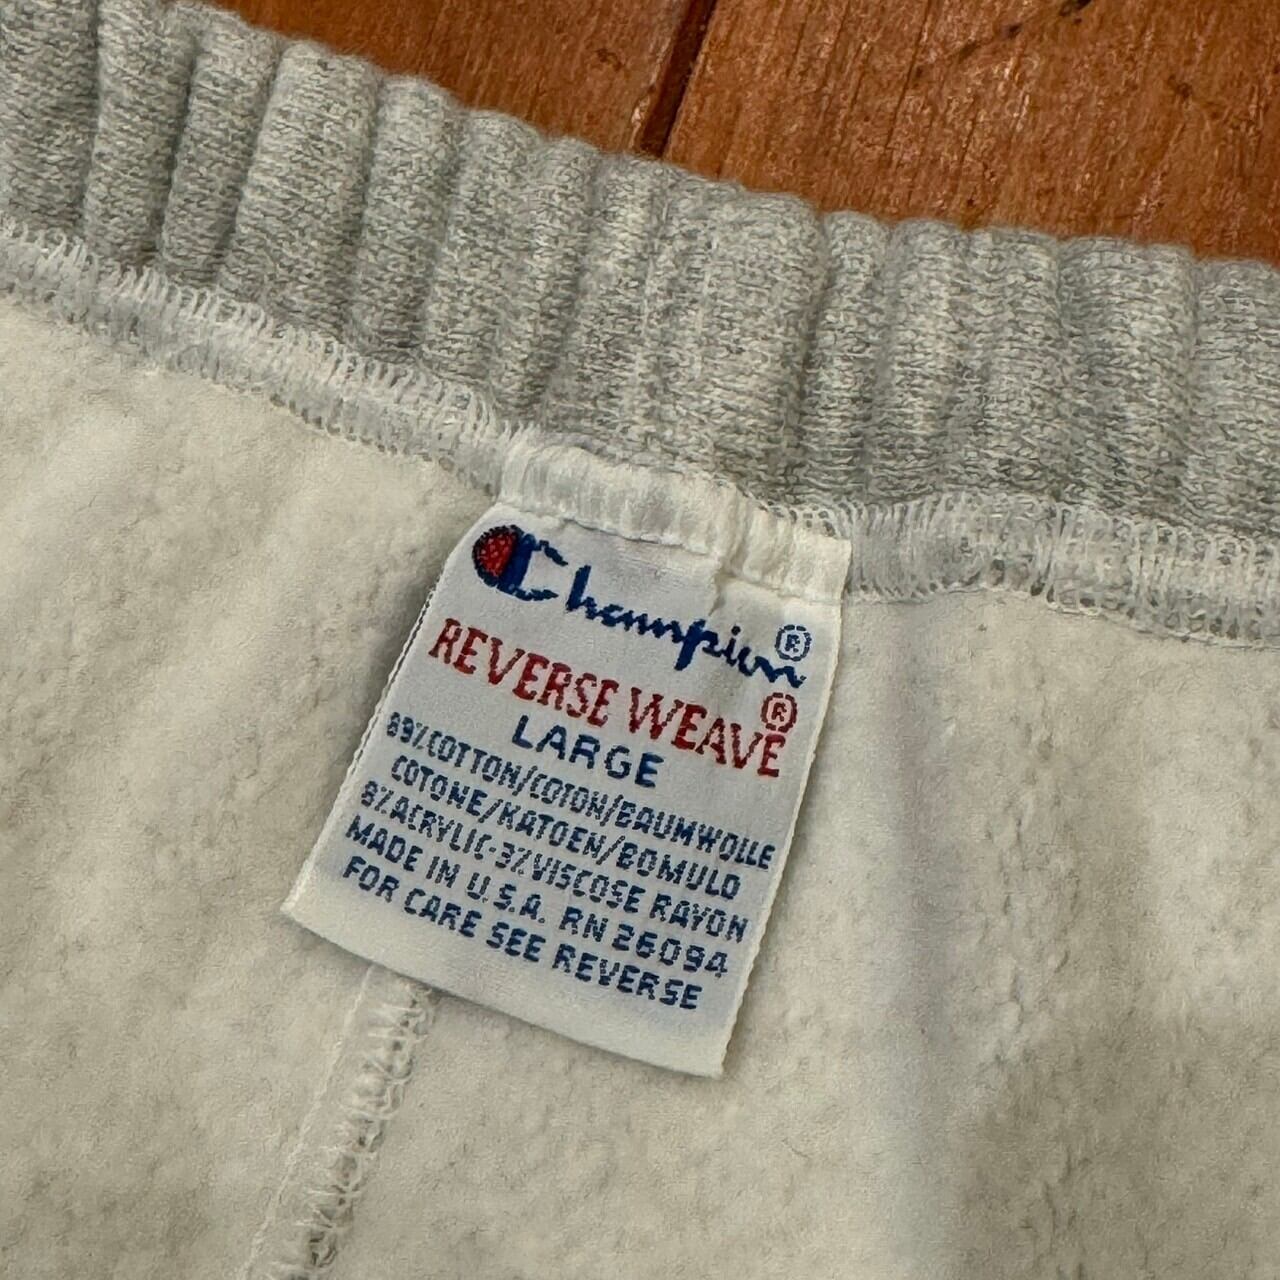 Champion®
REVERSE WEAVE®
LARGE
89%COTTON/COTON/BAUMWOLLE
COTONE/KATOEN/BOMULD
8%ACRYLIC-3%VISCOSE RAYON
MADE IN U.S.A. RN 26094
FOR CARE SEE REVERSE